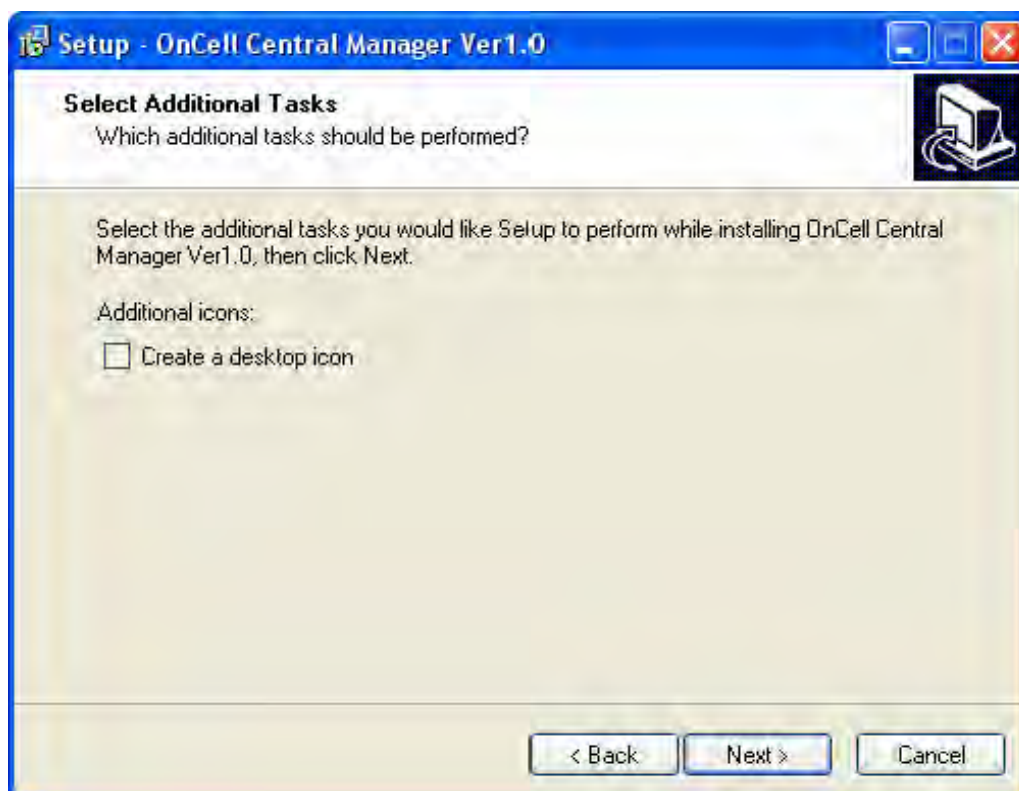 Setup - OnCell Central Manager Ver1.0
Select Additional Tasks
Which additional tasks should be performed?
Select the additional tasks you would like Setup to perform while installing OnCell Central
Manager Ver1.0, then click Next.
Additional icons:
Create a desktop icon
< Back Next > Cancel